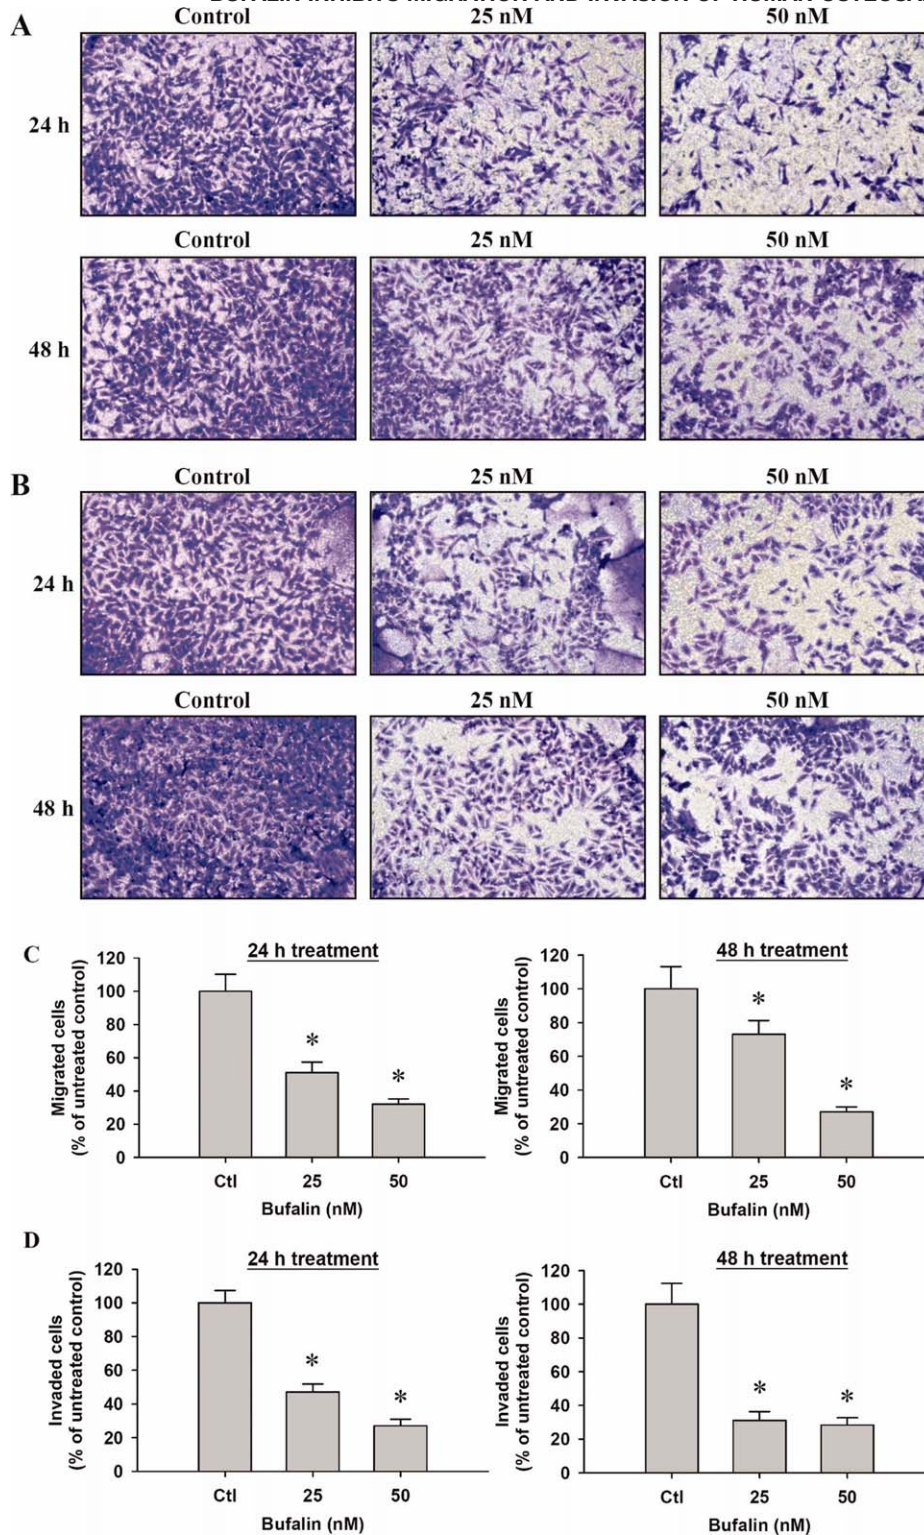 A
Control 25 nM 50 nM
24 h
Control 25 nM 50 nM
48 h
B
Control 25 nM 50 nM
24 h
Control 25 nM 50 nM
48 h
C
24 h treatment
Migrated cells
(% of untreated control)
120
100
80
60
40
20
0
*
*
Ctl 25 50
Bufalin (nM)
48 h treatment
Migrated cells
(% of untreated control)
120
100
80
60
40
20
0
*
*
Ctl 25 50
Bufalin (nM)
D
24 h treatment
Invaded cells
(% of untreated control)
120
100
80
60
40
20
0
*
*
Ctl 25 50
Bufalin (nM)
48 h treatment
Invaded cells
(% of untreated control)
120
100
80
60
40
20
0
*
*
Ctl 25 50
Bufalin (nM)